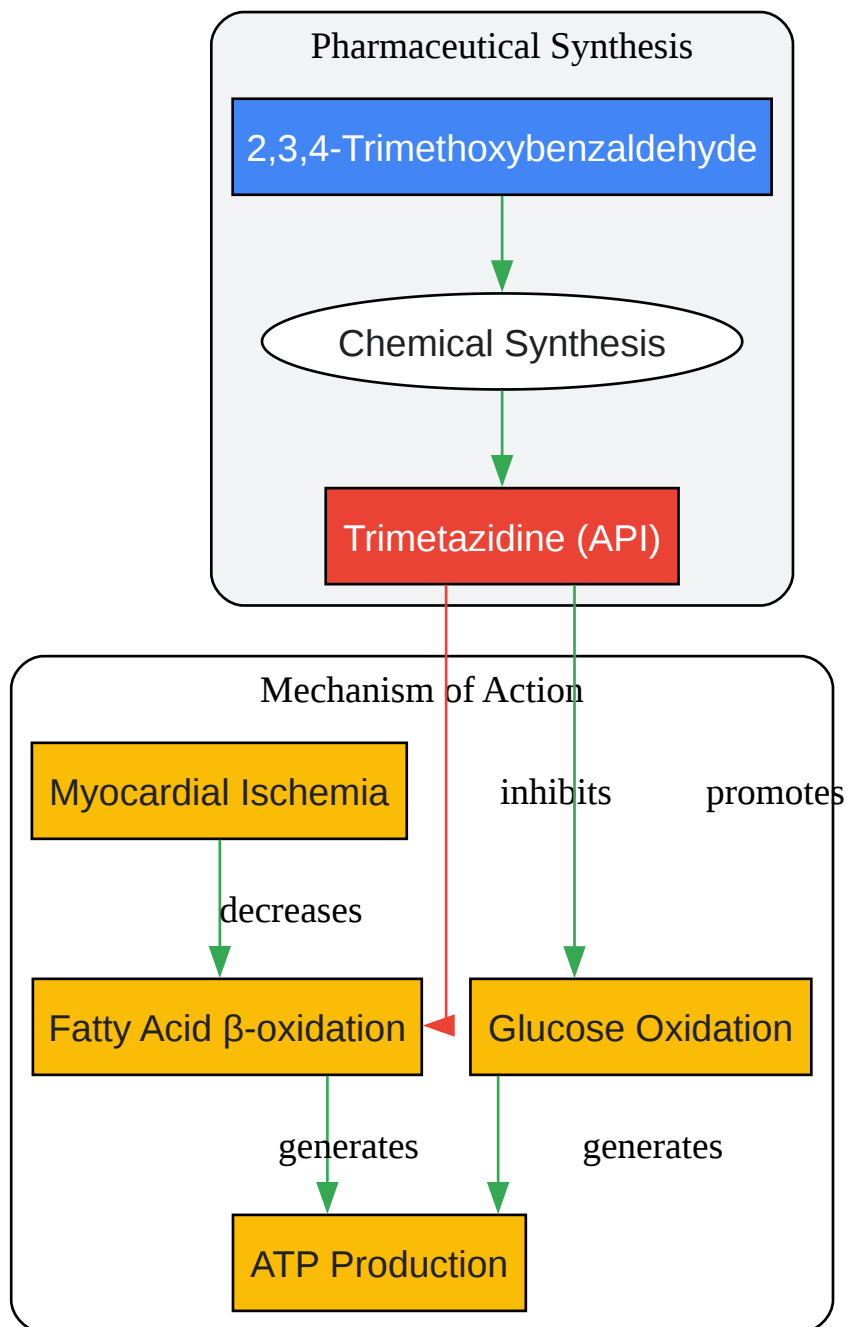 Pharmaceutical Synthesis
2,3,4-Trimethoxybenzaldehyde
Chemical Synthesis
Trimetazidine (API)
Mechanism of Action
Myocardial Ischemia
inhibits
promotes
decreases
Fatty Acid β-oxidation
Glucose Oxidation
generates
generates
ATP Production